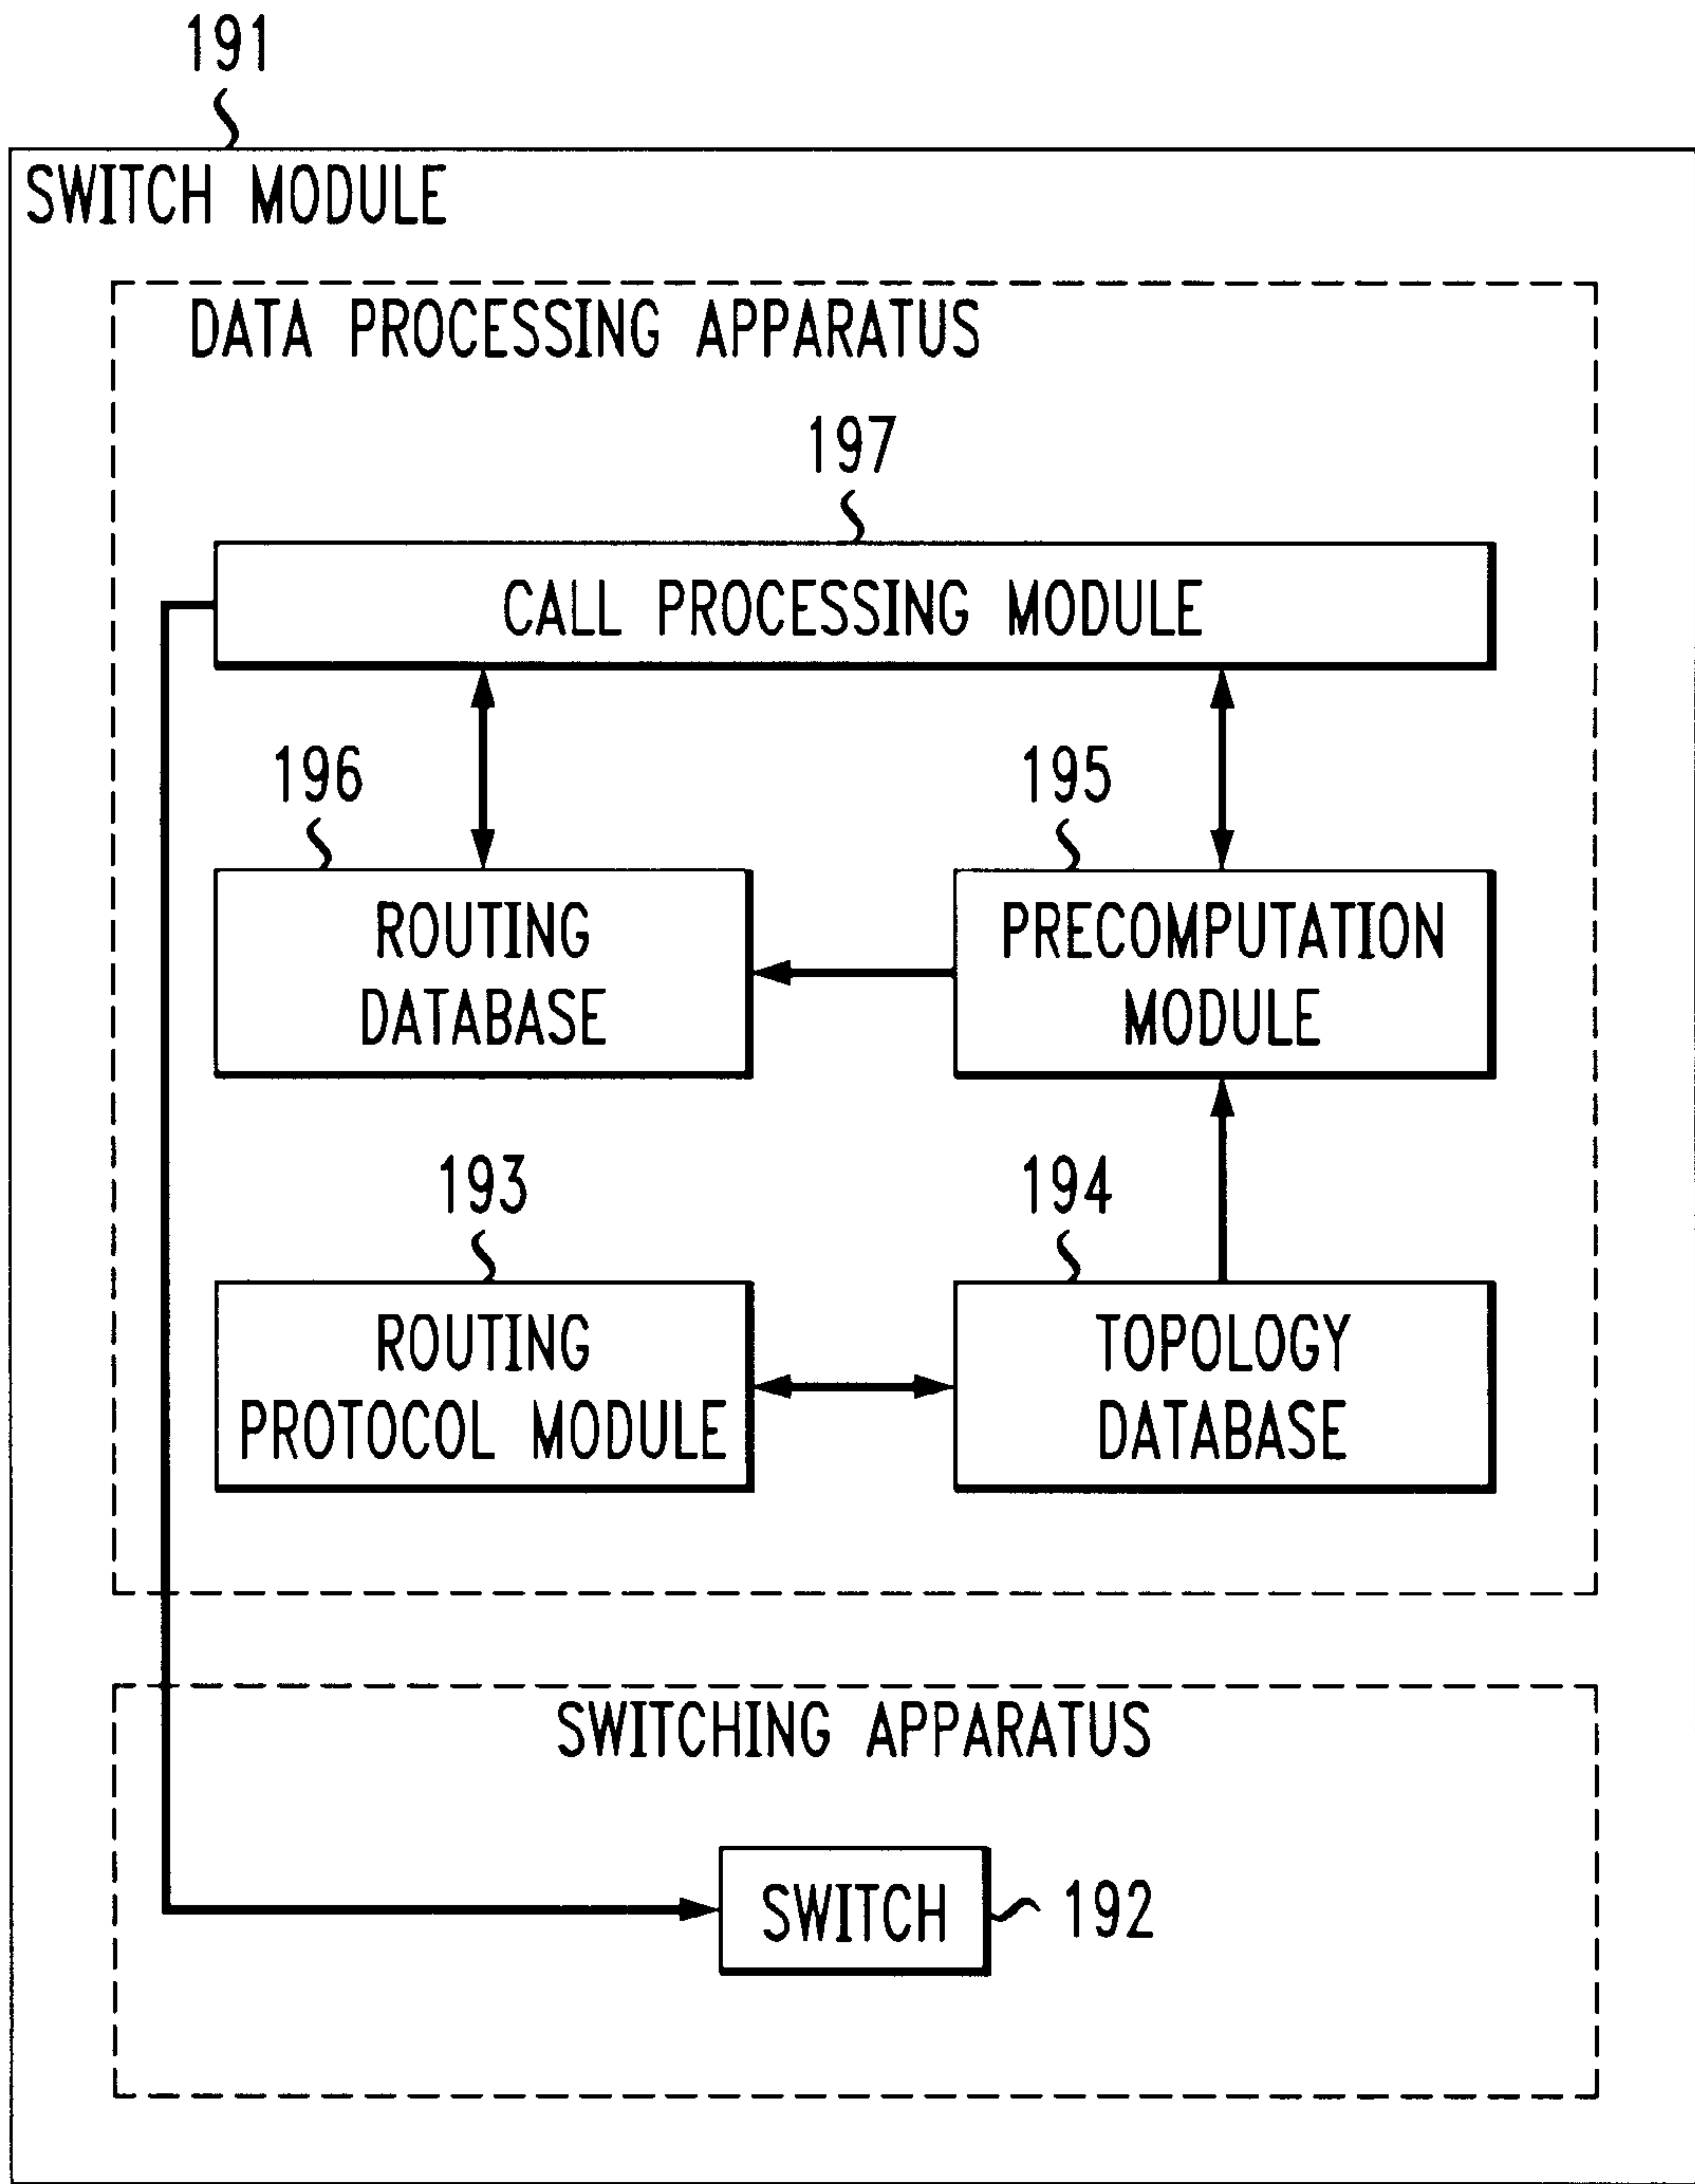 191
SWITCH MODULE
DATA PROCESSING APPARATUS
197
CALL PROCESSING MODULE
196
195
ROUTING
DATABASE
PRECOMPUTATION
MODULE
193
194
ROUTING
PROTOCOL MODULE
TOPOLOGY
DATABASE
SWITCHING APPARATUS
SWITCH
192